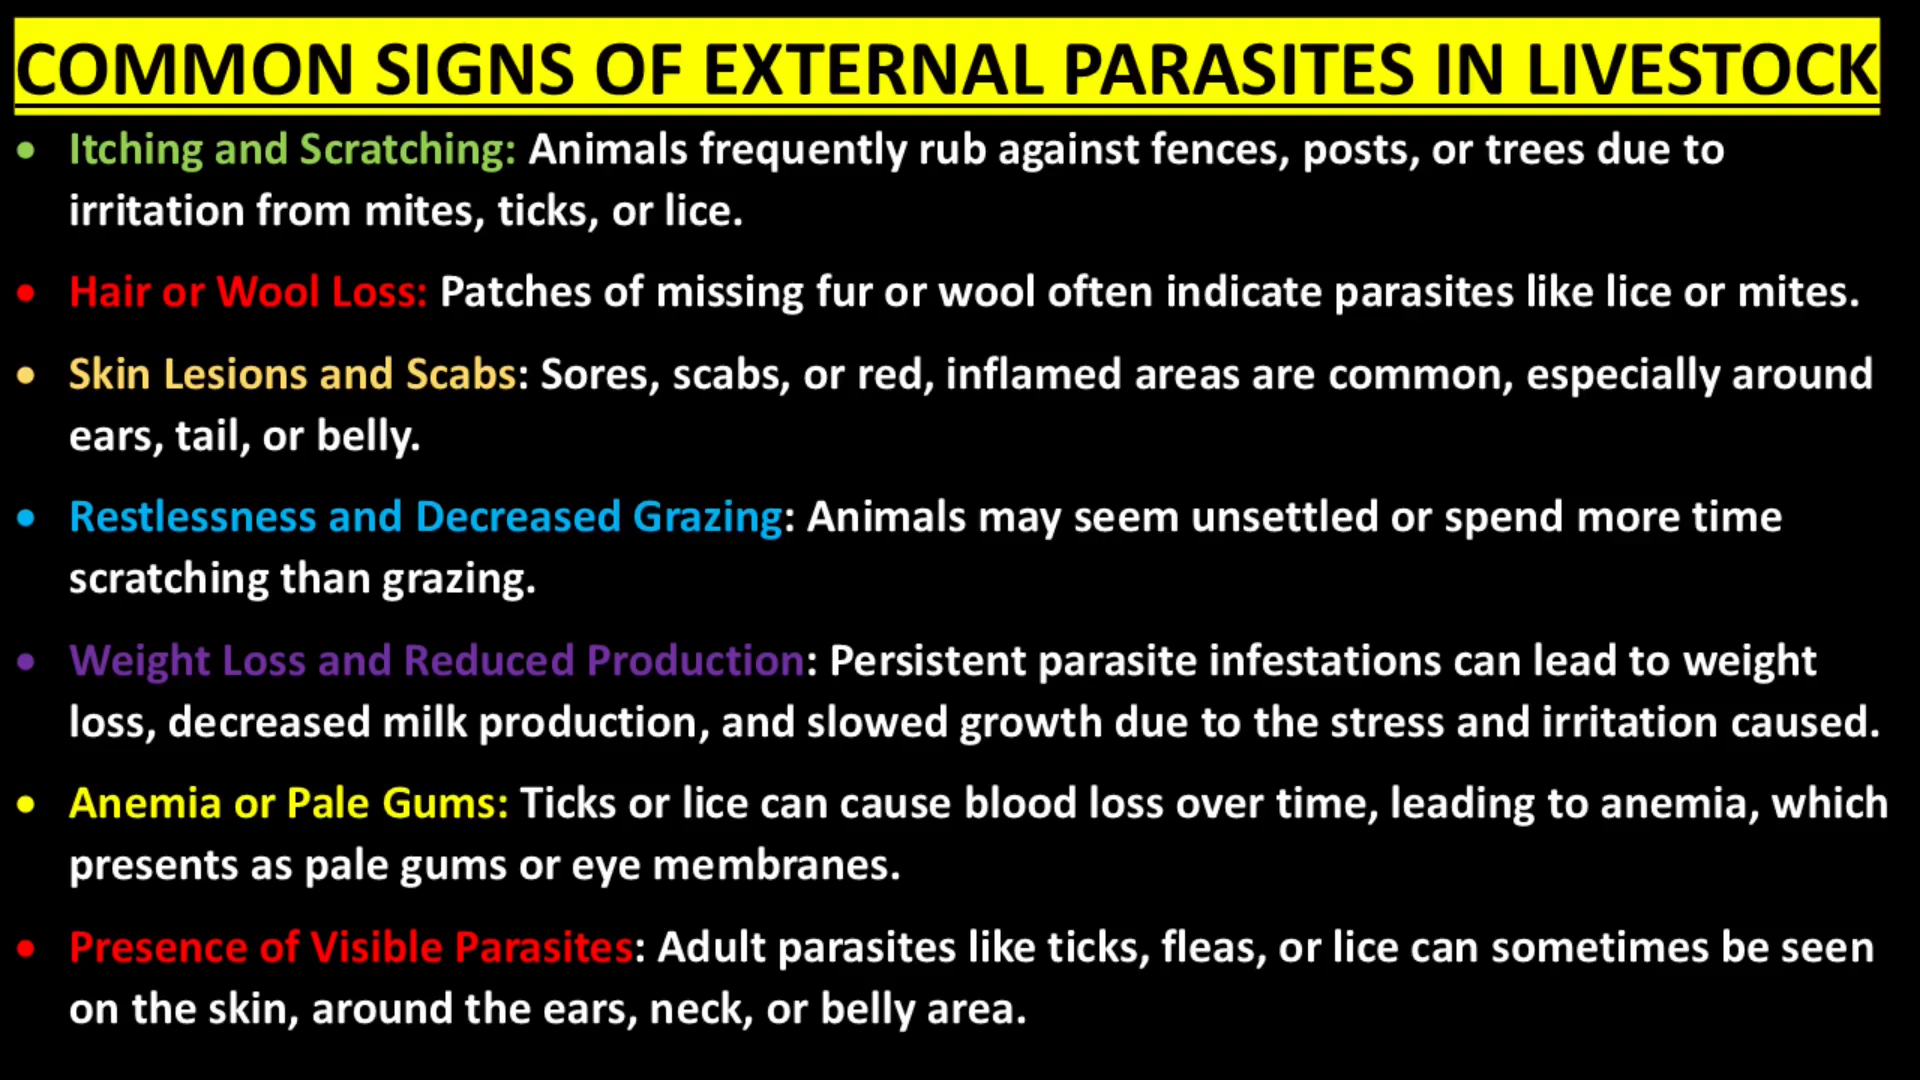 COMMON SIGNS OF EXTERNAL PARASITES IN LIVESTOCK
• Itching and Scratching: Animals frequently rub against fences, posts, or trees due to
irritation from mites, ticks, or lice.
• Hair or Wool Loss: Patches of missing fur or wool often indicate parasites like lice or mites.
• Skin Lesions and Scabs: Sores, scabs, or red, inflamed areas are common, especially around
ears, tail, or belly.
• Restlessness and Decreased Grazing: Animals may seem unsettled or spend more time
scratching than grazing.
• Weight Loss and Reduced Production: Persistent parasite infestations can lead to weight
loss, decreased milk production, and slowed growth due to the stress and irritation caused.
• Anemia or Pale Gums: Ticks or lice can cause blood loss over time, leading to anemia, which
presents as pale gums or eye membranes.
• Presence of Visible Parasites: Adult parasites like ticks, fleas, or lice can sometimes be seen
on the skin, around the ears, neck, or belly area.